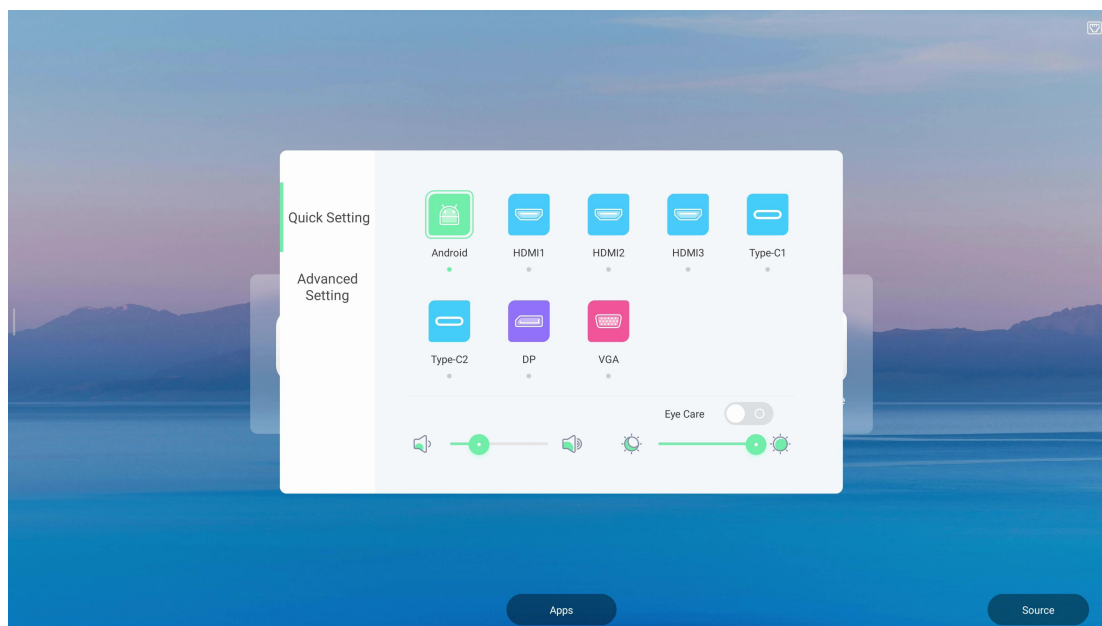 Quick Setting
Advanced
Setting
Android
HDMI1
HDMI2
HDMI3
Type-C1
Type-C2
DP
VGA
Eye Care
Apps
Source